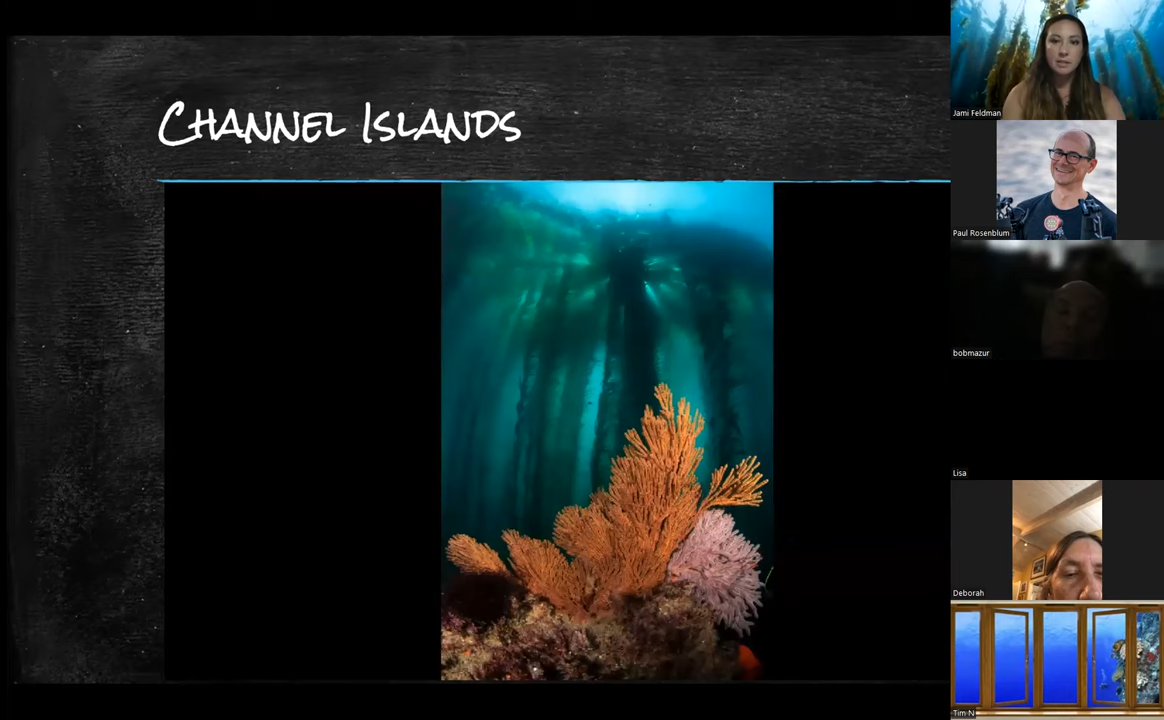 Channel Islands
Jami Feldman
Paul Rosenblum
bobmazur
Lisa
Deborah
Tim N